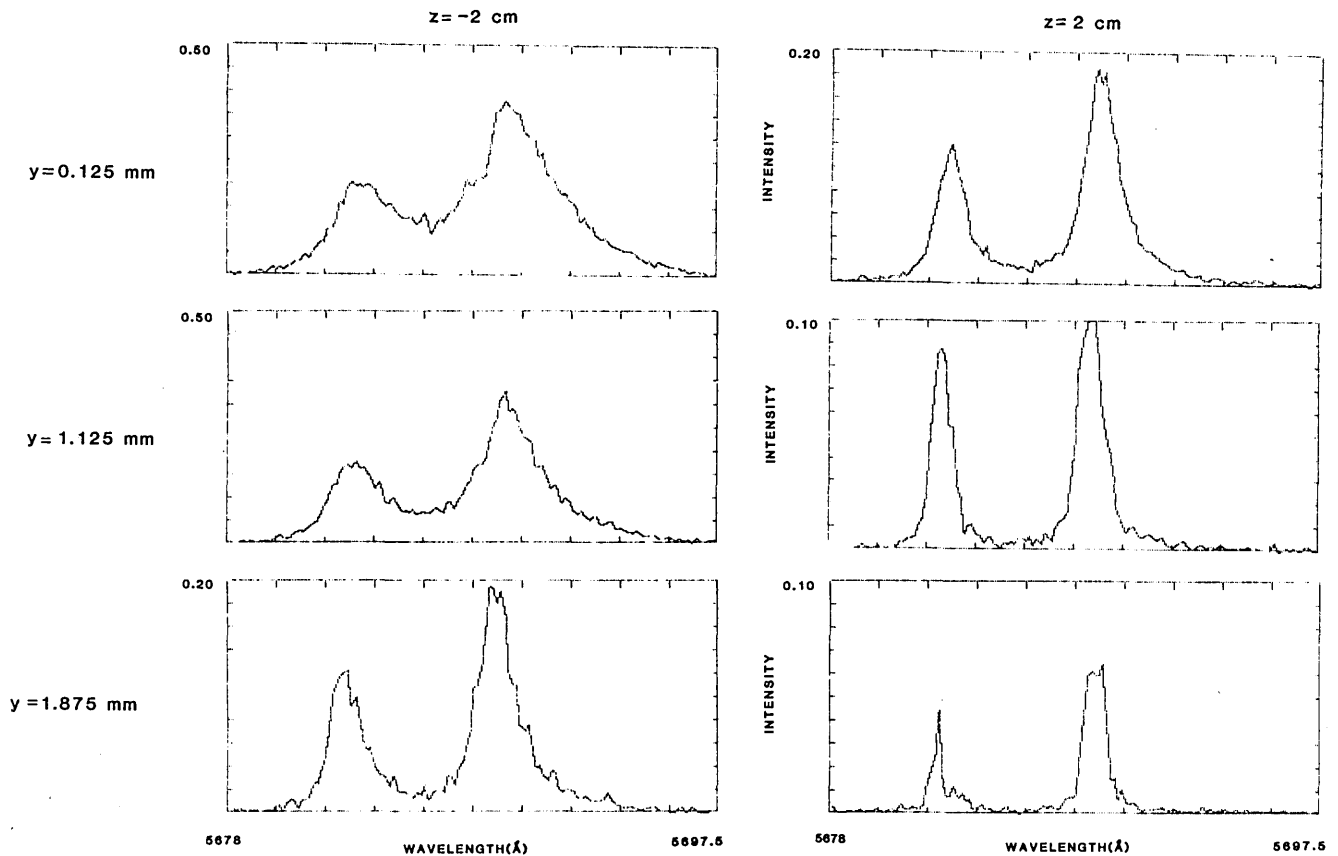 z= -2 cm
z= 2 cm
0.50
y=0.125 mm
0.20
INTENSITY
0.50
y= 1.125 mm
0.10
INTENSITY
0.20
y =1.875 mm
0.10
INTENSITY
5678
WAVELENGTH(Å)
5697.5
5678
WAVELENGTH(Å)
5697.5